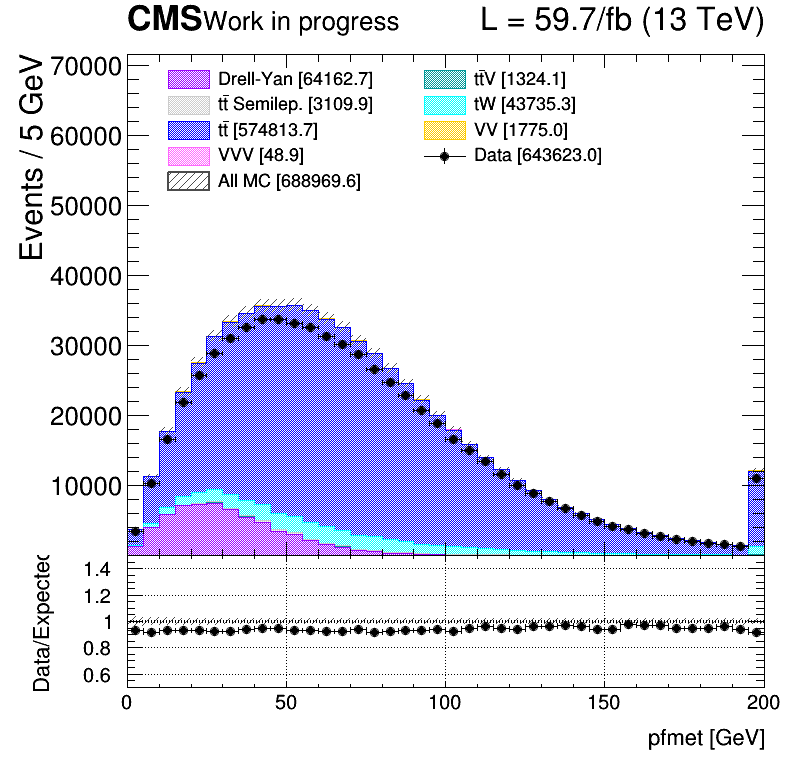 CMS Work in progress L = 59.7/fb (13 TeV)
Events / 5 GeV
70000
60000
50000
40000
30000
20000
10000
Drell-Yan [64162.7]
tt̄ Semilep. [3109.9]
tt̄ [574813.7]
VVV [48.9]
All MC [688969.6]
tt̄V [1324.1]
tW [43735.3]
VV [1775.0]
Data [643623.0]
Data/Expected
1.4
1.2
1
0.8
0.6
0 50 100 150 200
pfmet [GeV]